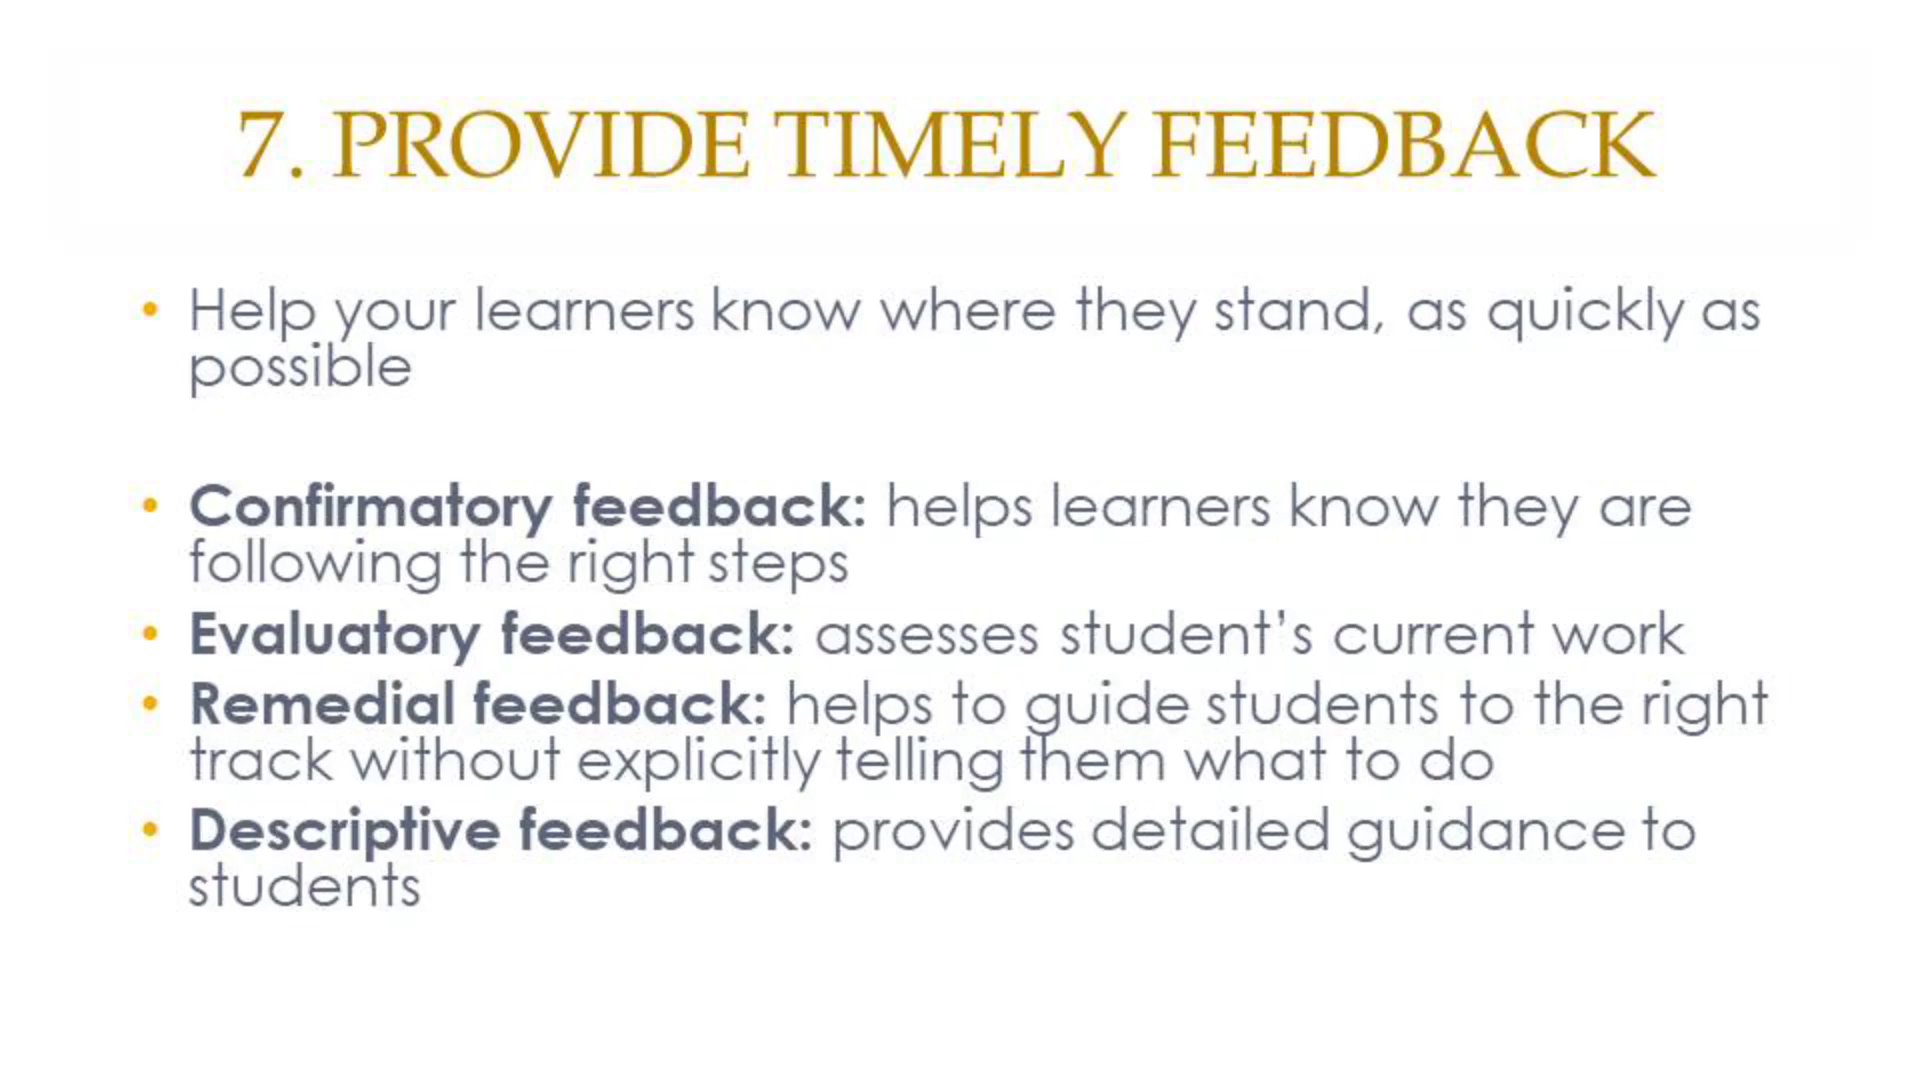 7. PROVIDE TIMELY FEEDBACK
• Help your learners know where they stand, as quickly as
possible
• Confirmatory feedback: helps learners know they are
following the right steps
• Evaluatory feedback: assesses student's current work
• Remedial feedback: helps to guide students to the right
track without explicitly telling them what to do
• Descriptive feedback: provides detailed guidance to
students